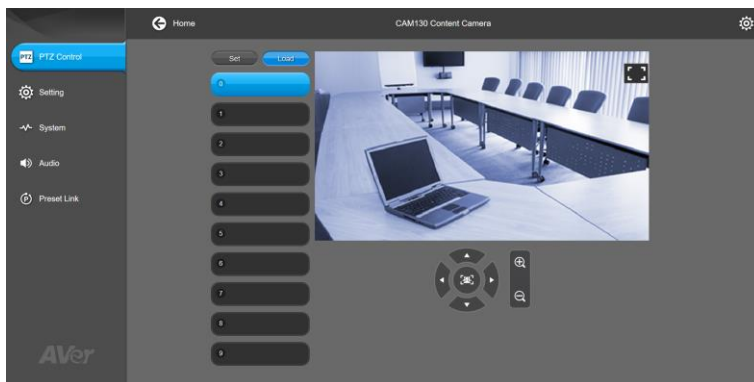 Home
CAM130 Content Camera
PTZ PTZ Control
Setting
System
Audio
P Preset Link
Set Load
0
1
2
3
4
5
6
7
8
9
AVer